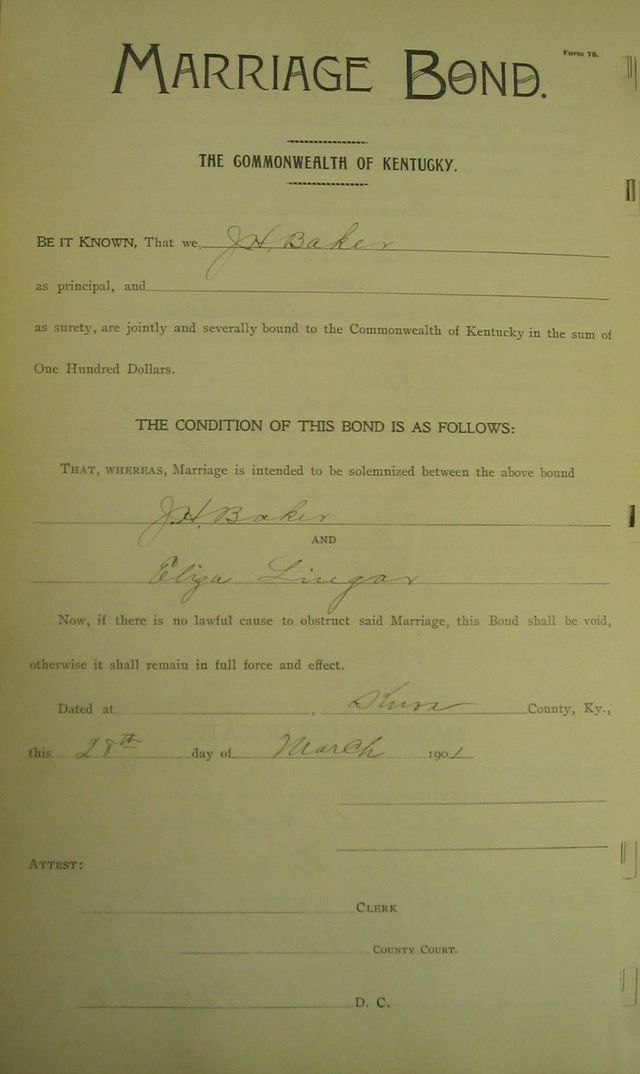 Form 78.
MARRIAGE BOND.
THE COMMONWEALTH OF KENTUCKY.
BE IT KNOWN, That we, J H, Baker
as principal, and
as surety, are jointly and severally bound to the Commonwealth of Kentucky in the sum of
One Hundred Dollars.
THE CONDITION OF THIS BOND IS AS FOLLOWS:
THAT, WHEREAS, Marriage is intended to be solemnized between the above bound
J. H. Baker
AND
Eliza Lingar
Now, if there is no lawful cause to obstruct said Marriage, this Bond shall be void,
otherwise it shall remain in full force and effect.
Dated at , Knox County, Ky.,
this 28th day of March 1901
ATTEST:
CLERK
COUNTY COURT.
D. C.